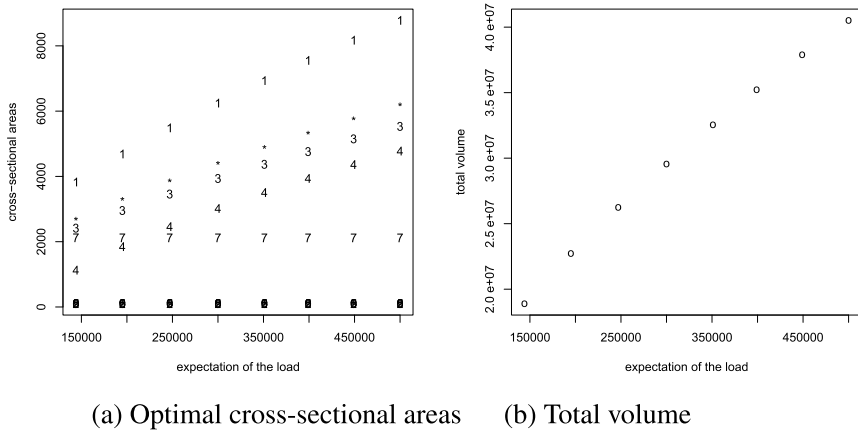 8000
6000
4000
2000
0
cross−sectional areas
1 1 1 1 1 1 1 1
* * * * * * * *
3 3 3 3 3 3 3 3
4 4 4 4 4 4 4 4
7 7 7 7 7 7 7 7
150000 250000 350000 450000
expectation of the load
4.0 e+07
3.5 e+07
3.0 e+07
2.5 e+07
2.0 e+07
total volume
o o o o o o o o
150000 250000 350000 450000
expectation of the load
(a) Optimal cross-sectional areas
(b) Total volume